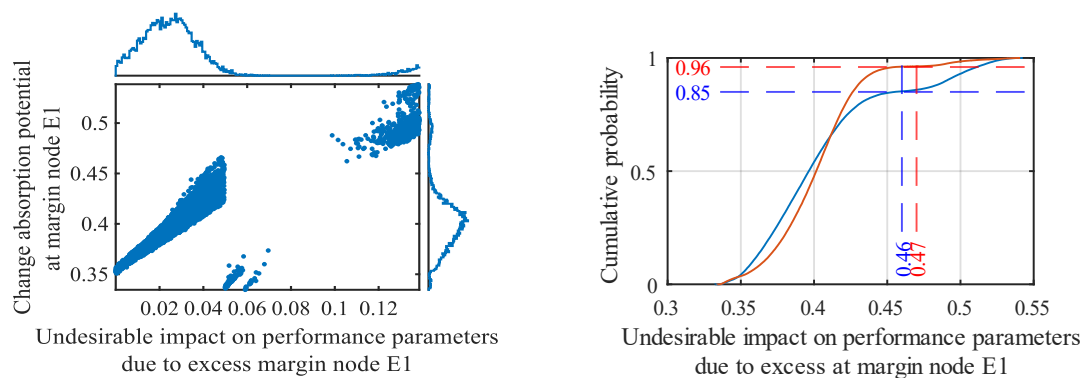 Change absorption potential
at margin node E1
0.5
0.45
0.4
0.35
0.02 0.04 0.06 0.08 0.1 0.12
Undesirable impact on performance parameters
due to excess margin node E1
Cumulative probability
1
0.5
0
0.96
0.85
0.46
0.47
0.3 0.35 0.4 0.45 0.5 0.55
Undesirable impact on performance parameters
due to excess at margin node E1